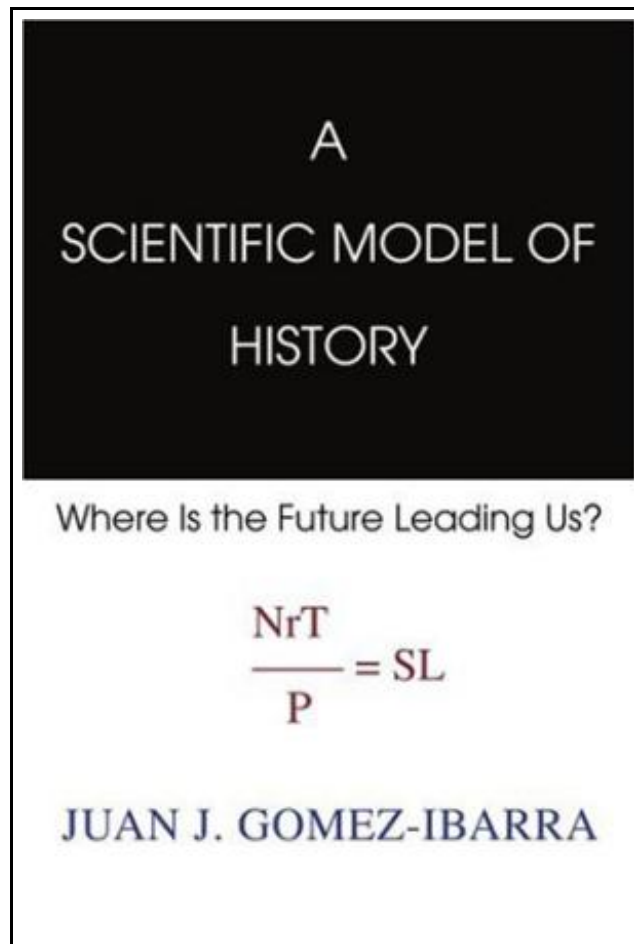 A
SCIENTIFIC MODEL OF
HISTORY
Where Is the Future Leading Us?
NrT
P
= SL
JUAN J. GOMEZ-IBARRA